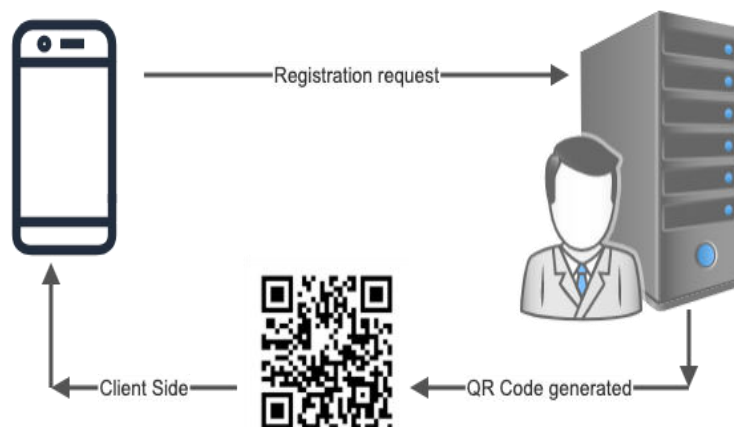 Registration request
Client Side
QR Code generated